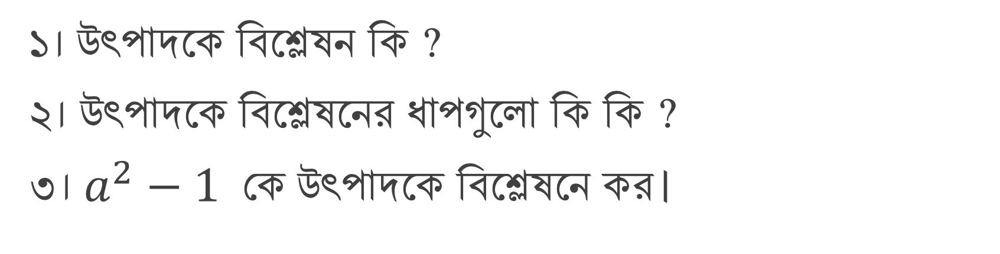 ১। উৎপাদকে বিশ্লেষন কি ?
২। উৎপাদকে বিশ্লেষনের ধাপগুলো কি কি ?
৩। a² − 1 কে উৎপাদকে বিশ্লেষনে কর|